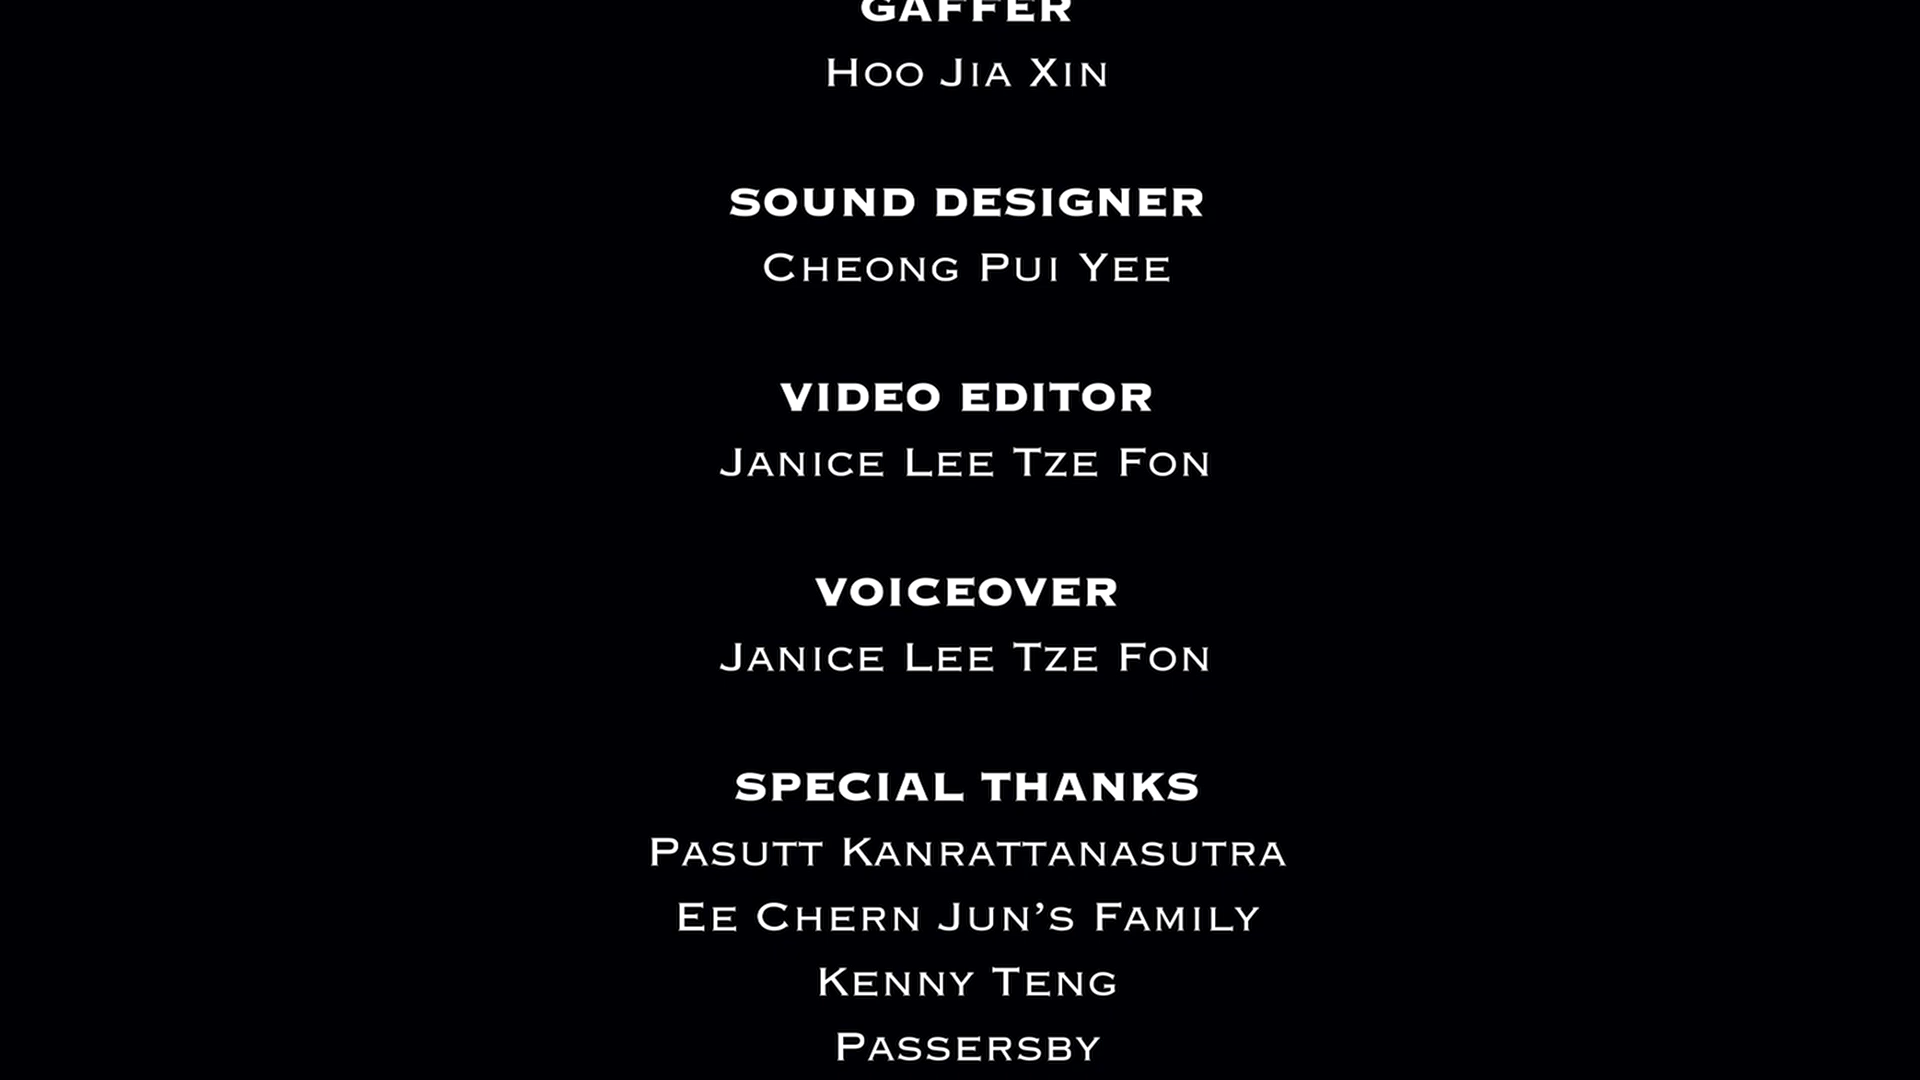 GAFFER
Hoo Jia Xin
SOUND DESIGNER
Cheong Pui Yee
VIDEO EDITOR
Janice Lee Tze Fon
VOICEOVER
Janice Lee Tze Fon
SPECIAL THANKS
Pasutt Kanrattanasutra
Ee Chern Jun’s Family
Kenny Teng
Passersby